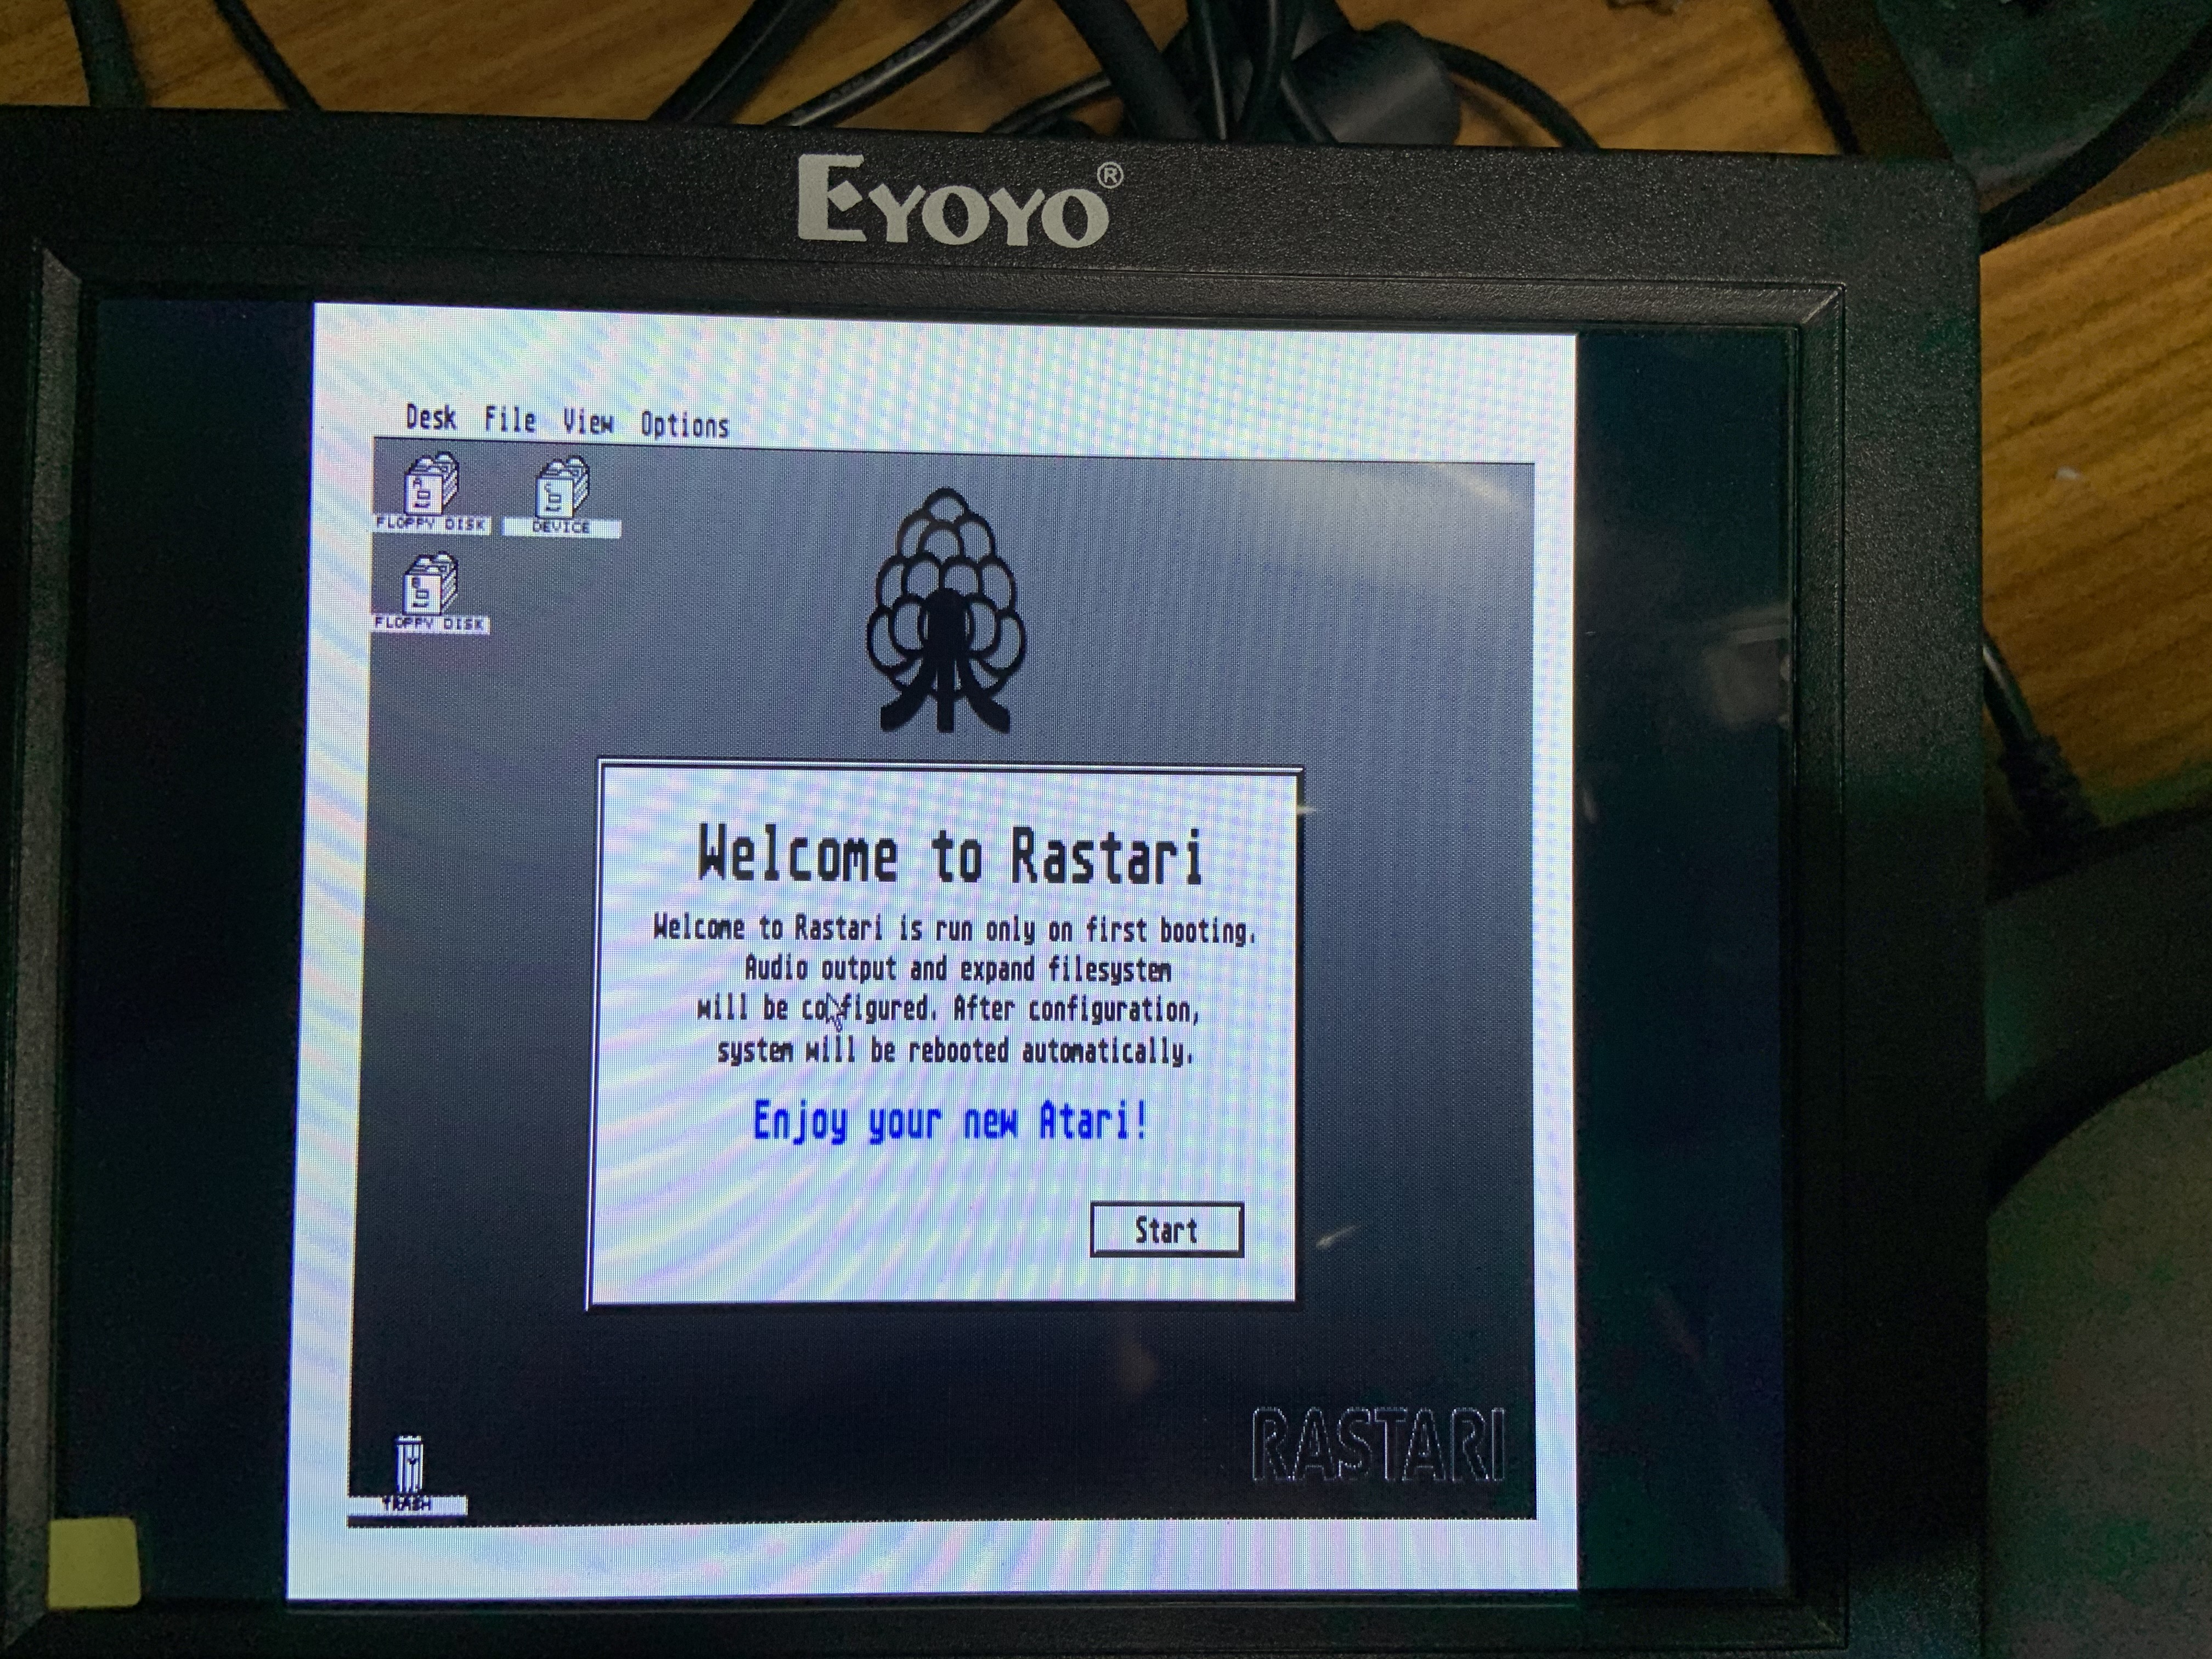 EYOYO®
Desk File View Options
FLOPPY DISK
DEVICE
FLOPPY DISK
Welcome to Rastari
Welcome to Rastari is run only on first booting.
Audio output and expand filesystem
will be configured. After configuration,
system will be rebooted automatically.
Enjoy your new Atari!
Start
RASTARI
TRASH